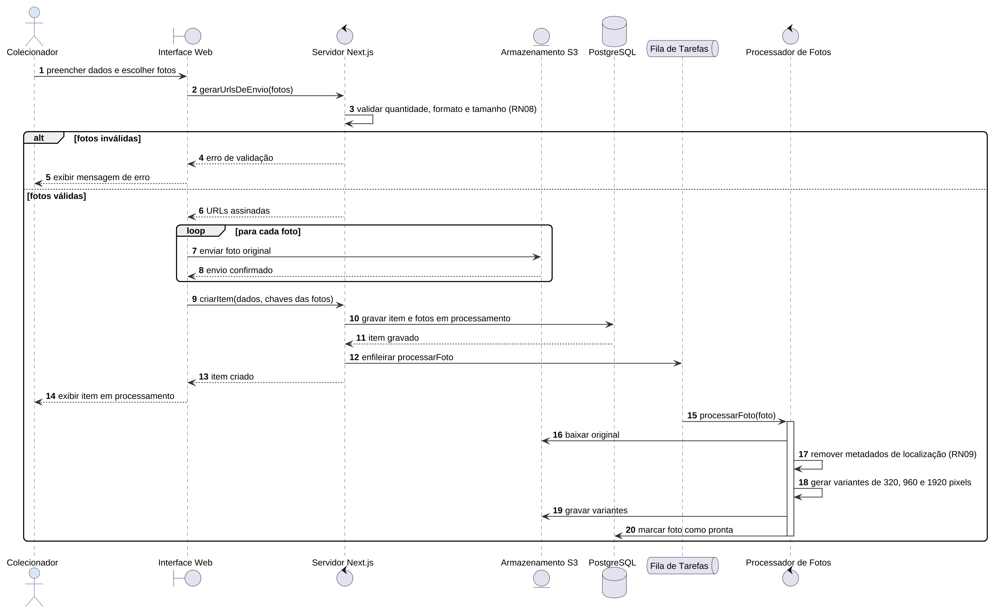 Colecionador
Interface Web
Servidor Next.js
Armazenamento S3
PostgreSQL
Fila de Tarefas
Processador de Fotos
1 preencher dados e escolher fotos
2 gerarUrlsDeEnvio(fotos)
3 validar quantidade, formato e tamanho (RN08)
alt [fotos inválidas]
4 erro de validação
5 exibir mensagem de erro
[fotos válidas]
6 URLs assinadas
loop [para cada foto]
7 enviar foto original
8 envio confirmado
9 criarItem(dados, chaves das fotos)
10 gravar item e fotos em processamento
11 item gravado
12 enfileirar processarFoto
13 item criado
14 exibir item em processamento
15 processarFoto(foto)
16 baixar original
17 remover metadados de localização (RN09)
18 gerar variantes de 320, 960 e 1920 pixels
19 gravar variantes
20 marcar foto como pronta
Colecionador
Interface Web
Servidor Next.js
Armazenamento S3
PostgreSQL
Fila de Tarefas
Processador de Fotos